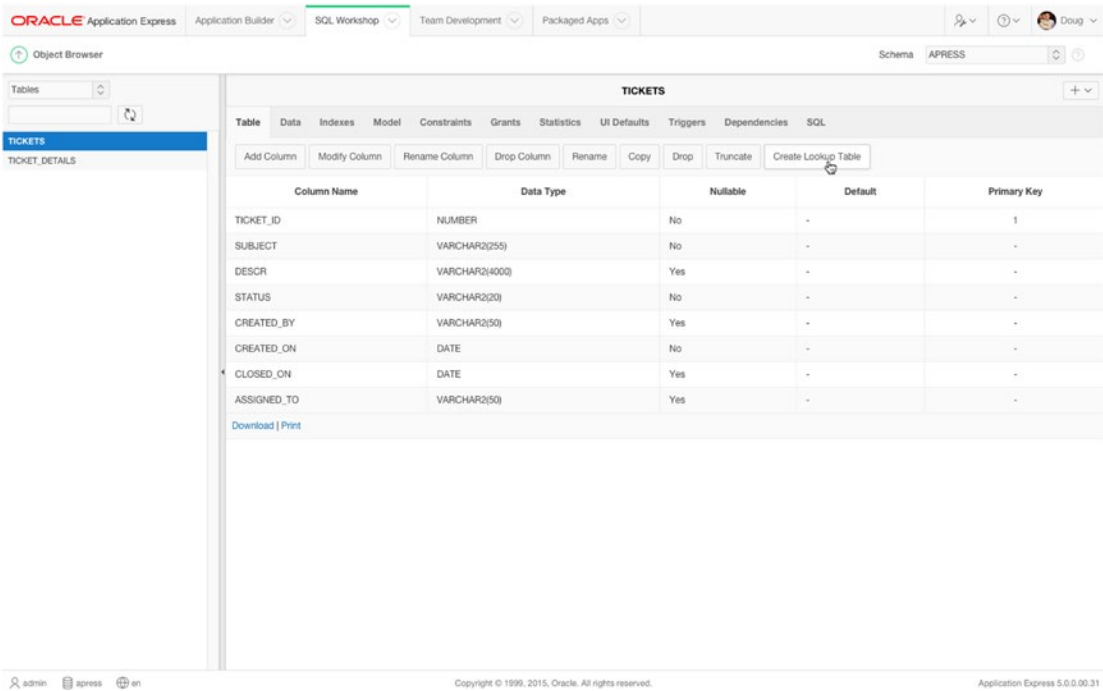 ORACLE Application Express Application Builder SQL Workshop Team Development Packaged Apps Doug
Object Browser Schema APRESS
Tables
TICKETS
TICKET_DETAILS
TICKETS
Table Data Indexes Model Constraints Grants Statistics UI Defaults Triggers Dependencies SQL
Add Column Modify Column Rename Column Drop Column Rename Copy Drop Truncate Create Lookup Table
Column Name Data Type Nullable Default Primary Key
TICKET_ID NUMBER No - 1
SUBJECT VARCHAR2(255) No - -
DESCR VARCHAR2(4000) Yes - -
STATUS VARCHAR2(20) No - -
CREATED_BY VARCHAR2(50) Yes - -
CREATED_ON DATE No - -
CLOSED_ON DATE Yes - -
ASSIGNED_TO VARCHAR2(50) Yes - -
Download | Print
admin apress en Copyright © 1999, 2015, Oracle. All rights reserved. Application Express 5.0.0.00.31